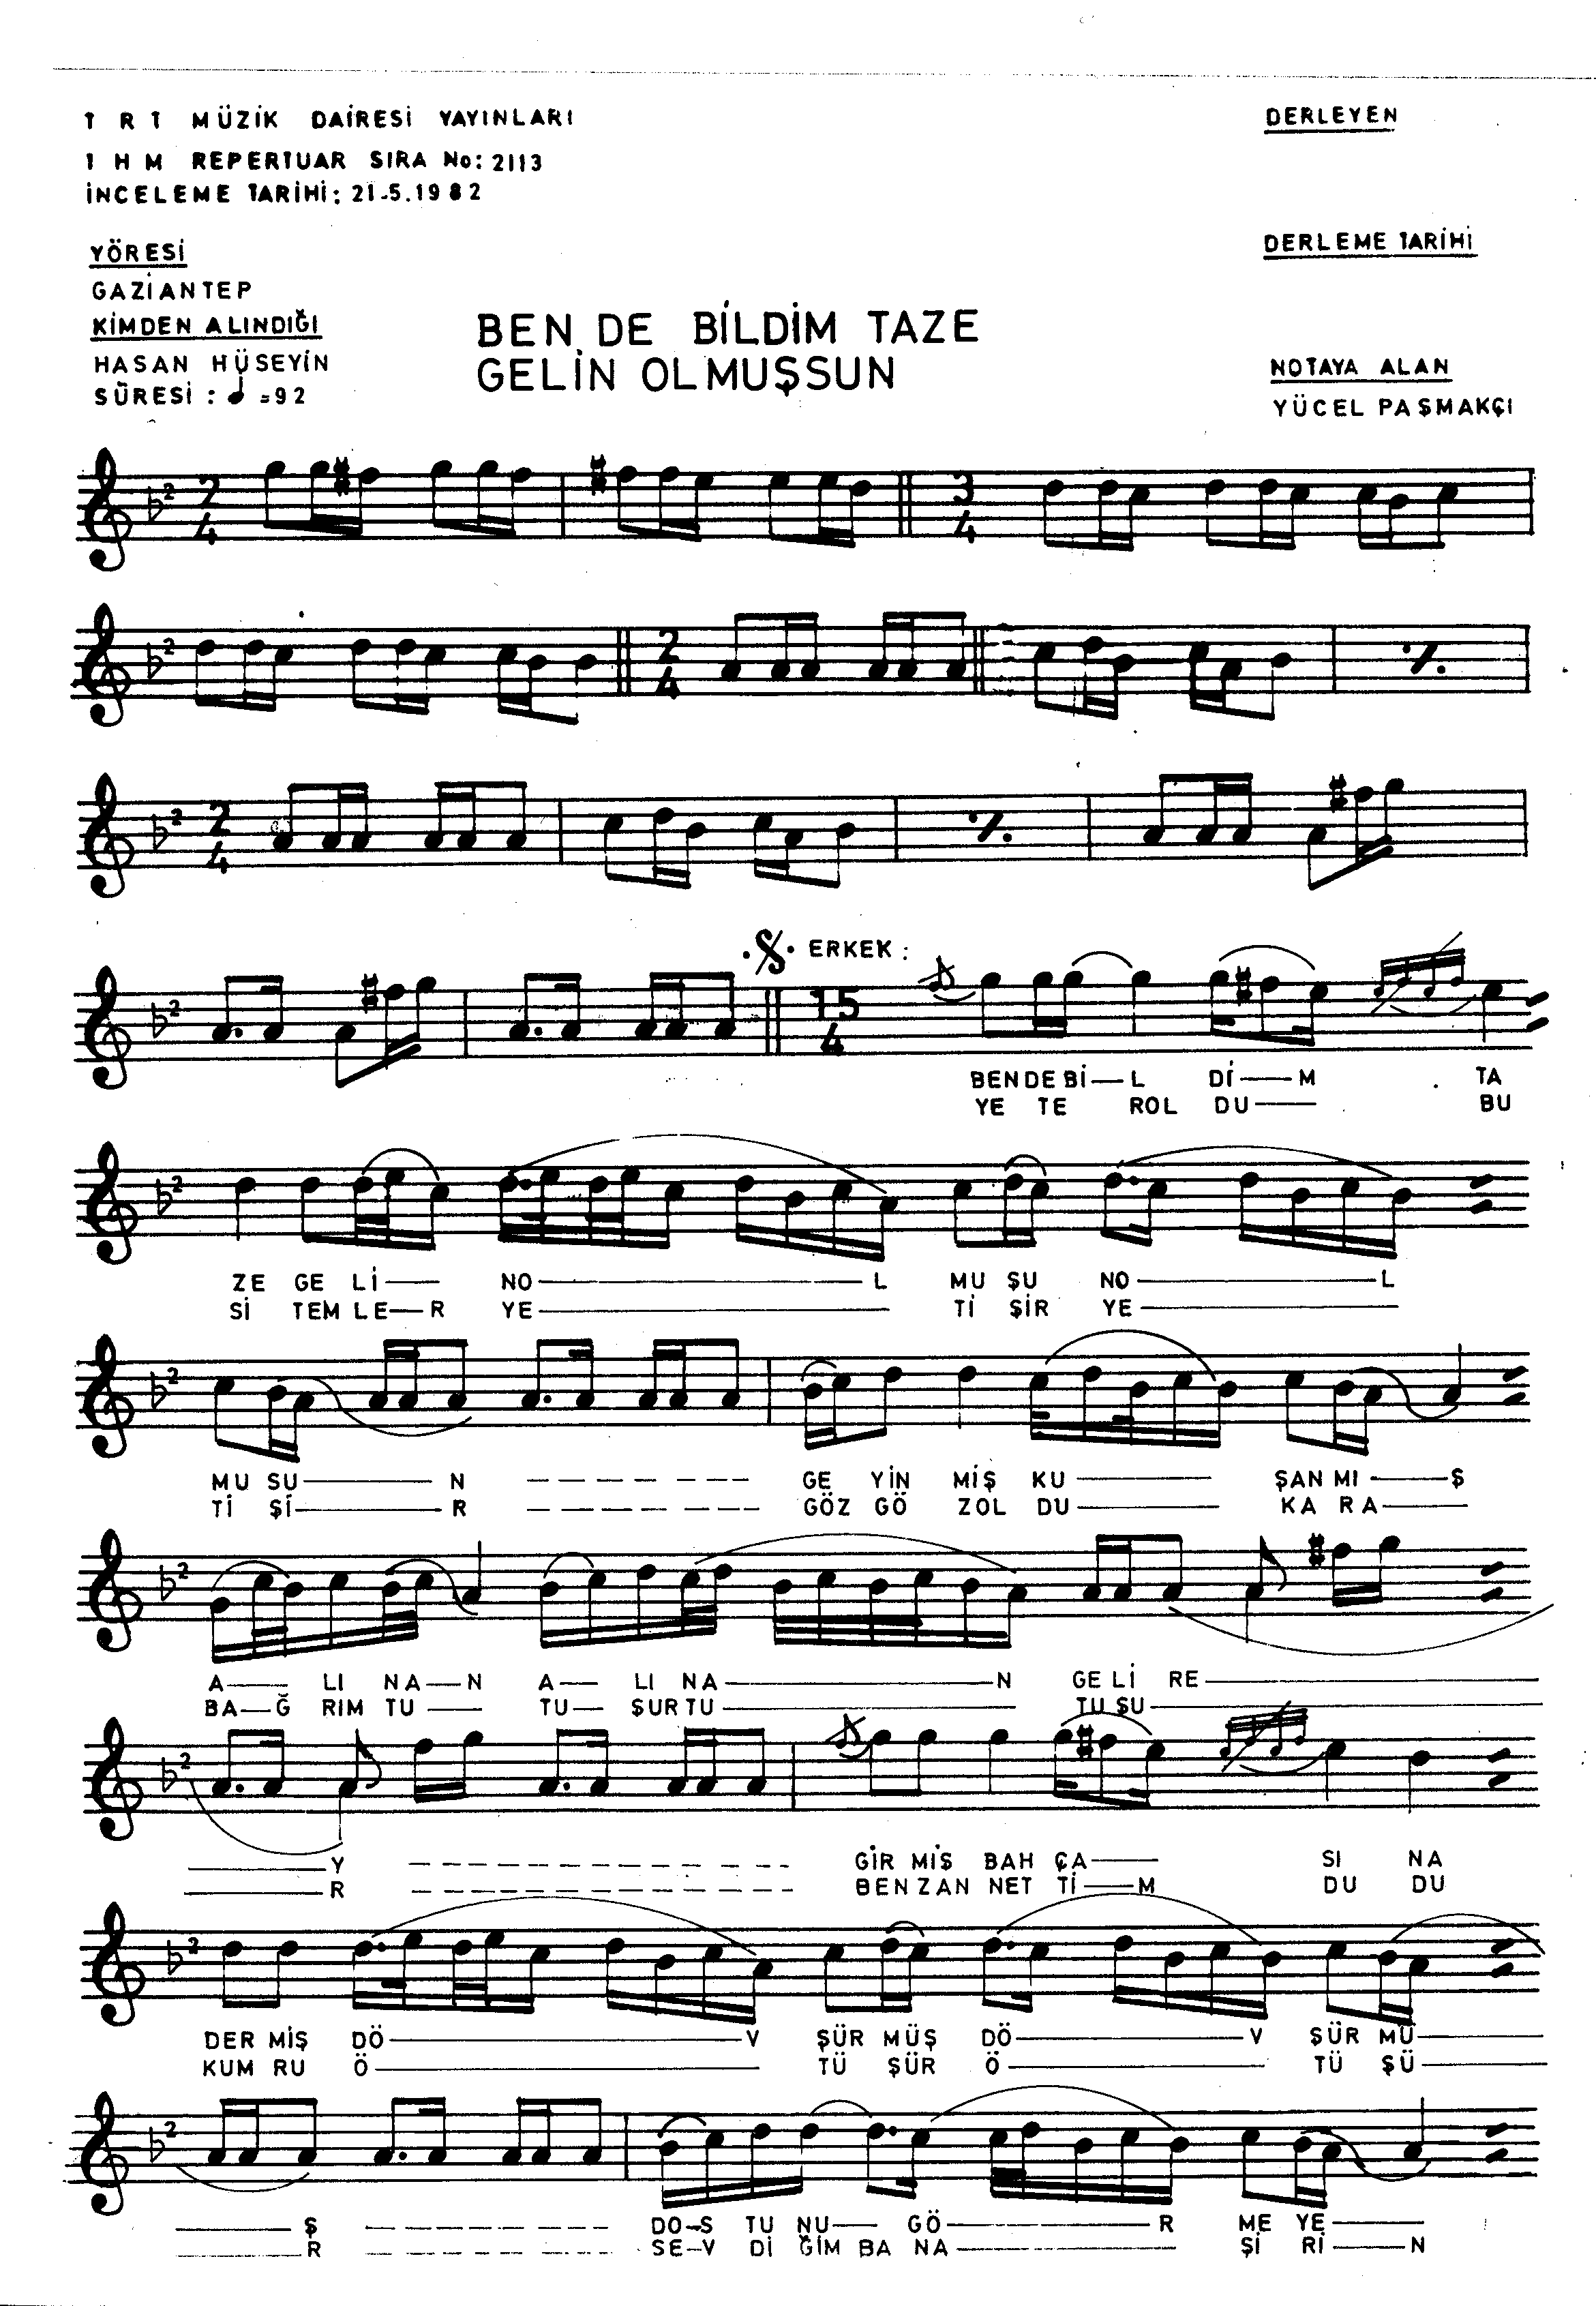 T R T MÜZİK DAİRESİ YAYINLARI
T H M REPERTUAR SIRA No: 2113
İNCELEME TARİHİ: 21-5.1982
DERLEYEN
YÖRESİ
GAZİANTEP
KİMDEN ALINDIĞI
HASAN HÜSEYİN
SÜRESİ : ♩ =92
BEN DE BİLDİM TAZE
GELİN OLMUŞSUN
DERLEME TARİHİ
NOTAYA ALAN
YÜCEL PAŞMAKÇI
2 4 3 4
2 4
2 4
ERKEK :
15 4
BEN DE Bİ—L Dİ—M TA
YE TE ROL DU— BU
ZE GE Lİ— NO—L MU ŞU NO—L
Sİ TEM LE—R YE— Tİ ŞİR YE—
MU SU—N ------- GE YİN MİŞ KU— ŞAN MI—Ş
Tİ Şİ—R ------- GÖZ GÖ ZOL DU— KA RA—
A— LI NA—N A— LI NA—N GE Lİ RE—
BA—Ğ RIM TU— TU— ŞUR TU— TU ŞU—
—Y ------- GİR MİŞ BAH ÇA— SI NA
—R ------- BEN ZAN NET Tİ—M DU DU
DER MİŞ DÖ—V ŞÜR MÜŞ DÖ—V ŞÜR MÜ—
KUM RU Ö— TÜ ŞÜR Ö— TÜ ŞÜ—
—Ş ------- DO—S TU NU— GÖ—R ME YE—
—R ------- SE—V Dİ ĞİM BA NA— Şİ Rİ—N